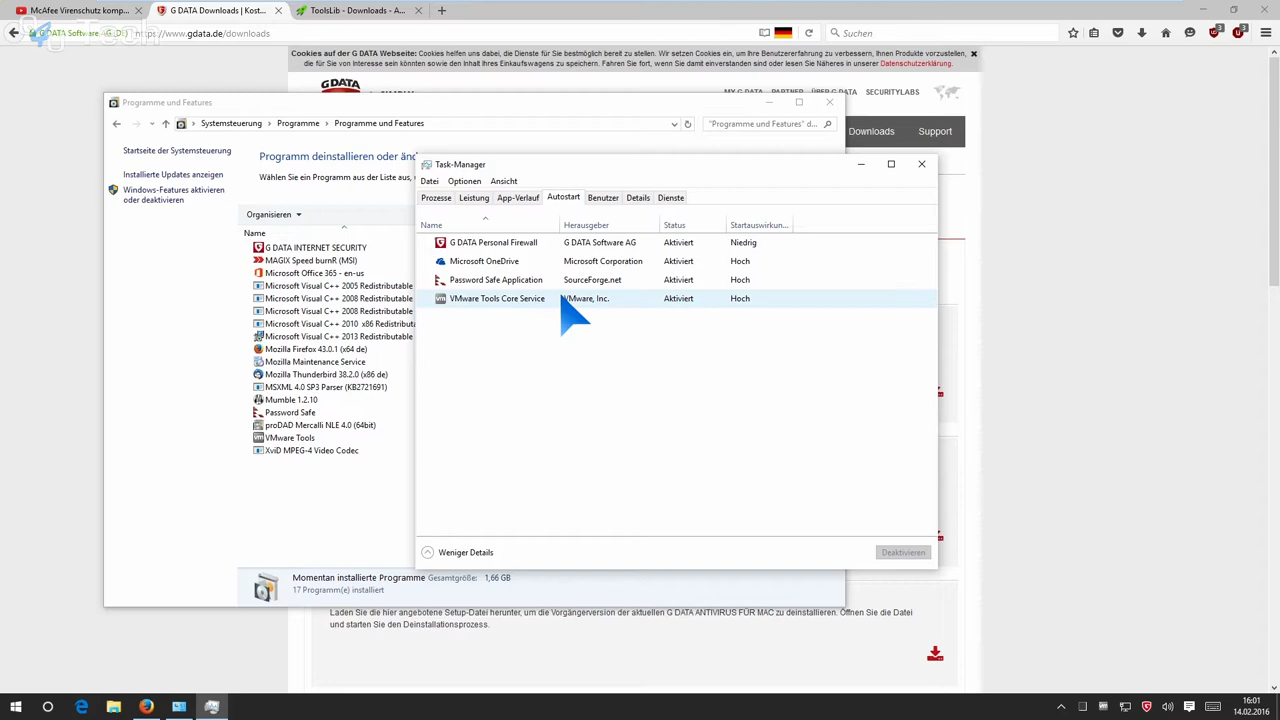 McAfee Virenschutz komp...
G DATA Downloads |
ToolsLib -
G DATA Software AG (DE)
https://www.gdata.de/downloads
Suchen
Cookies auf der G DATA Webseite: Cookies helfen uns dabei, die Dienste für Sie bestmöglich bereit zu stellen. Wir setzen Cookies ein, um Ihre Benutzererfahrung zu verbessern, Ihnen Produkte vorzustellen,
die für Sie von Interesse sein könnten sowie den Inhalt Ihres Einkaufswagens zu speichern. Fahren Sie fort, wenn Sie damit einverstanden sind oder lesen Sie Näheres in unserer Datenschutzerklärung.
G DATA
MY G DATA PARTNER ÜBER G DATA SECURITYLABS
Downloads Support
Programme und Features
Systemsteuerung > Programme > Programme und Features
"Programme und Features" d...
Startseite der Systemsteuerung
Installierte Updates anzeigen
Windows-Features aktivieren
oder deaktivieren
Programm deinstallieren oder änd
Wählen Sie ein Programm aus der Liste aus,
Organisieren
Name
G DATA INTERNET SECURITY
MAGIX Speed burnR (MSI)
Microsoft Office 365 - en-us
Microsoft Visual C++ 2005 Redistributable
Microsoft Visual C++ 2008 Redistributable
Microsoft Visual C++ 2008 Redistributable
Microsoft Visual C++ 2010 x86 Redistributa
Microsoft Visual C++ 2013 Redistributable
Mozilla Firefox 43.0.1 (x64 de)
Mozilla Maintenance Service
Mozilla Thunderbird 38.2.0 (x86 de)
MSXML 4.0 SP3 Parser (KB2721691)
Mumble 1.2.10
Password Safe
proDAD Mercalli NLE 4.0 (64bit)
VMware Tools
XviD MPEG-4 Video Codec
Momentan installierte Programme Gesamtgröße: 1,66 GB
17 Programm(e) installiert
Task-Manager
Datei Optionen Ansicht
Prozesse Leistung App-Verlauf Autostart Benutzer Details Dienste
Name Herausgeber Status Startauswirkun...
G DATA Personal Firewall G DATA Software AG Aktiviert Niedrig
Microsoft OneDrive Microsoft Corporation Aktiviert Hoch
Password Safe Application SourceForge.net Aktiviert Hoch
VMware Tools Core Service VMware, Inc. Aktiviert Hoch
Weniger Details
Deaktivieren
Laden Sie die hier angebotene Setup-Datei herunter, um die Vorgängerversion der aktuellen G DATA ANTIVIRUS FÜR MAC zu deinstallieren. Öffnen Sie die Datei
und starten Sie den Deinstallationsprozess.
16:01
14.02.2016